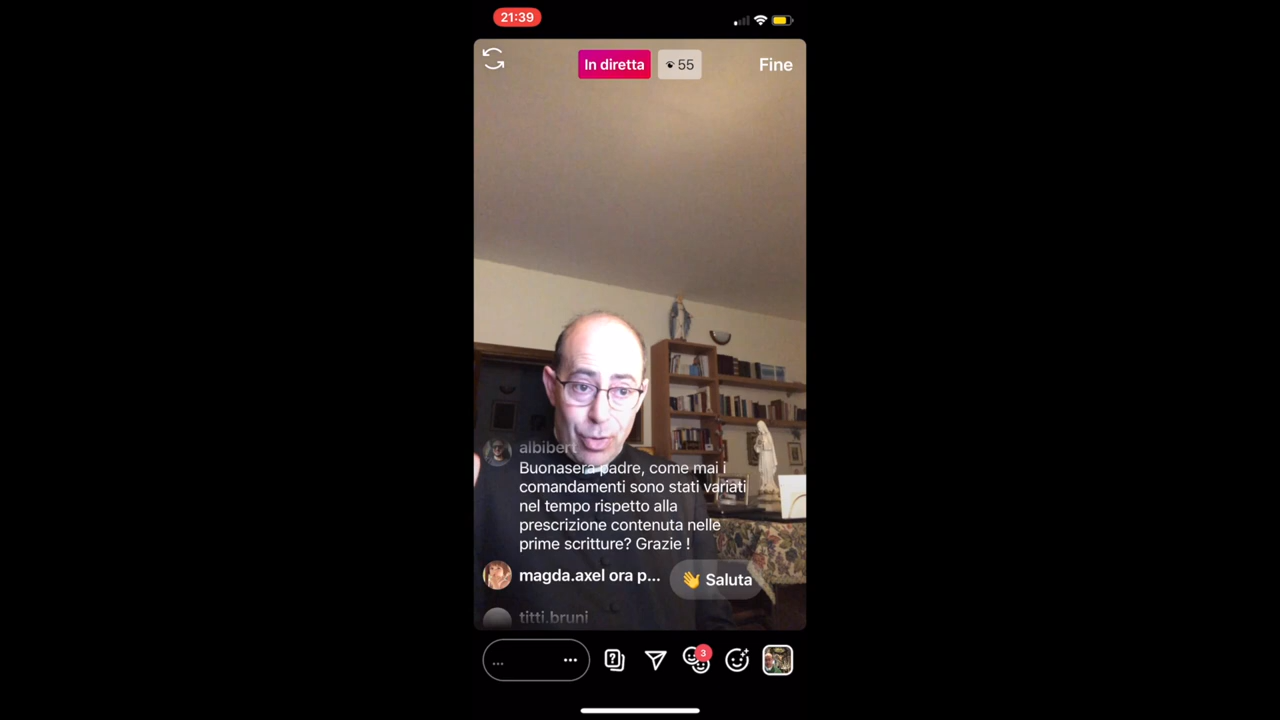 21:39
In diretta
55
Fine
albibert
Buonasera padre, come mai i
comandamenti sono stati variati
nel tempo rispetto alla
prescrizione contenuta nelle
prime scritture? Grazie !
magda.axel ora p...
👋 Saluta
titti.bruni
...
3